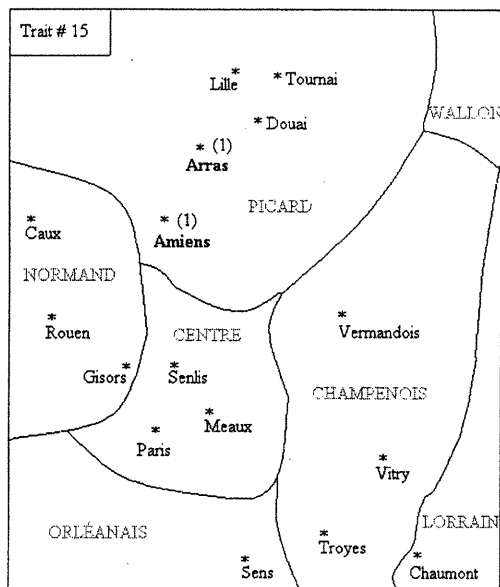 Trait # 15
* Lille
* Tournai
WALLON
* Douai
* (1)
Arras
PICARD
* Caux
* (1)
Amiens
NORMAND
* Rouen
CENTRE
* Vermandois
Gisors *
* Senlis
CHAMPENOIS
* Meaux
* Paris
* Vitry
ORLÉANAIS
LORRAIN
* Troyes
* Sens
* Chaumont